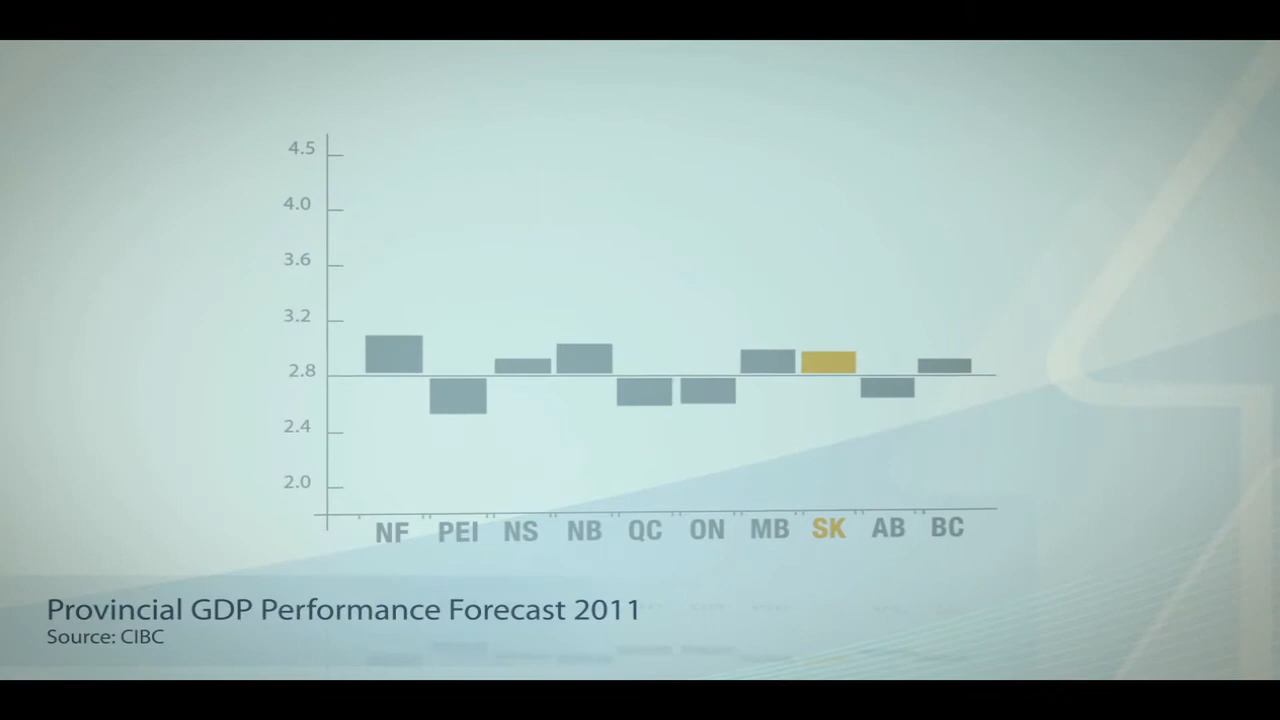 4.5
4.0
3.6
3.2
2.8
2.4
2.0
NF PEI NS NB QC ON MB SK AB BC
Provincial GDP Performance Forecast 2011
Source: CIBC